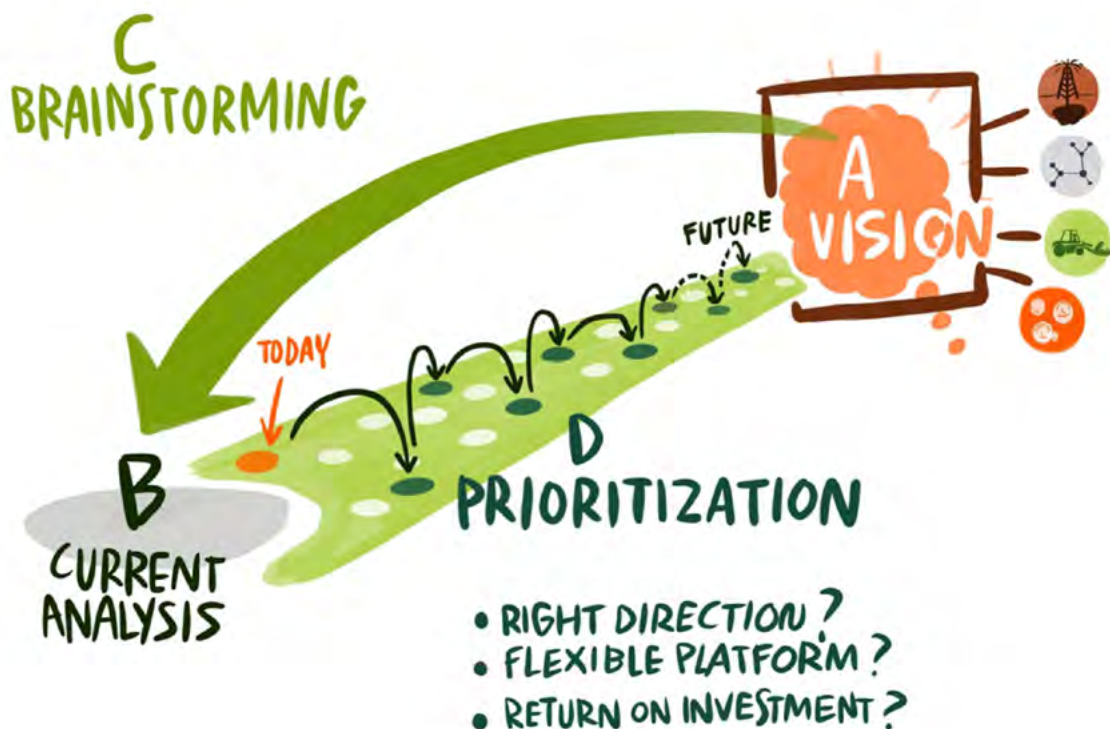 C
BRAINSTORMING
A
VISION
FUTURE
TODAY
B
CURRENT
ANALYSIS
D
PRIORITIZATION
• RIGHT DIRECTION?
• FLEXIBLE PLATFORM?
• RETURN ON INVESTMENT?